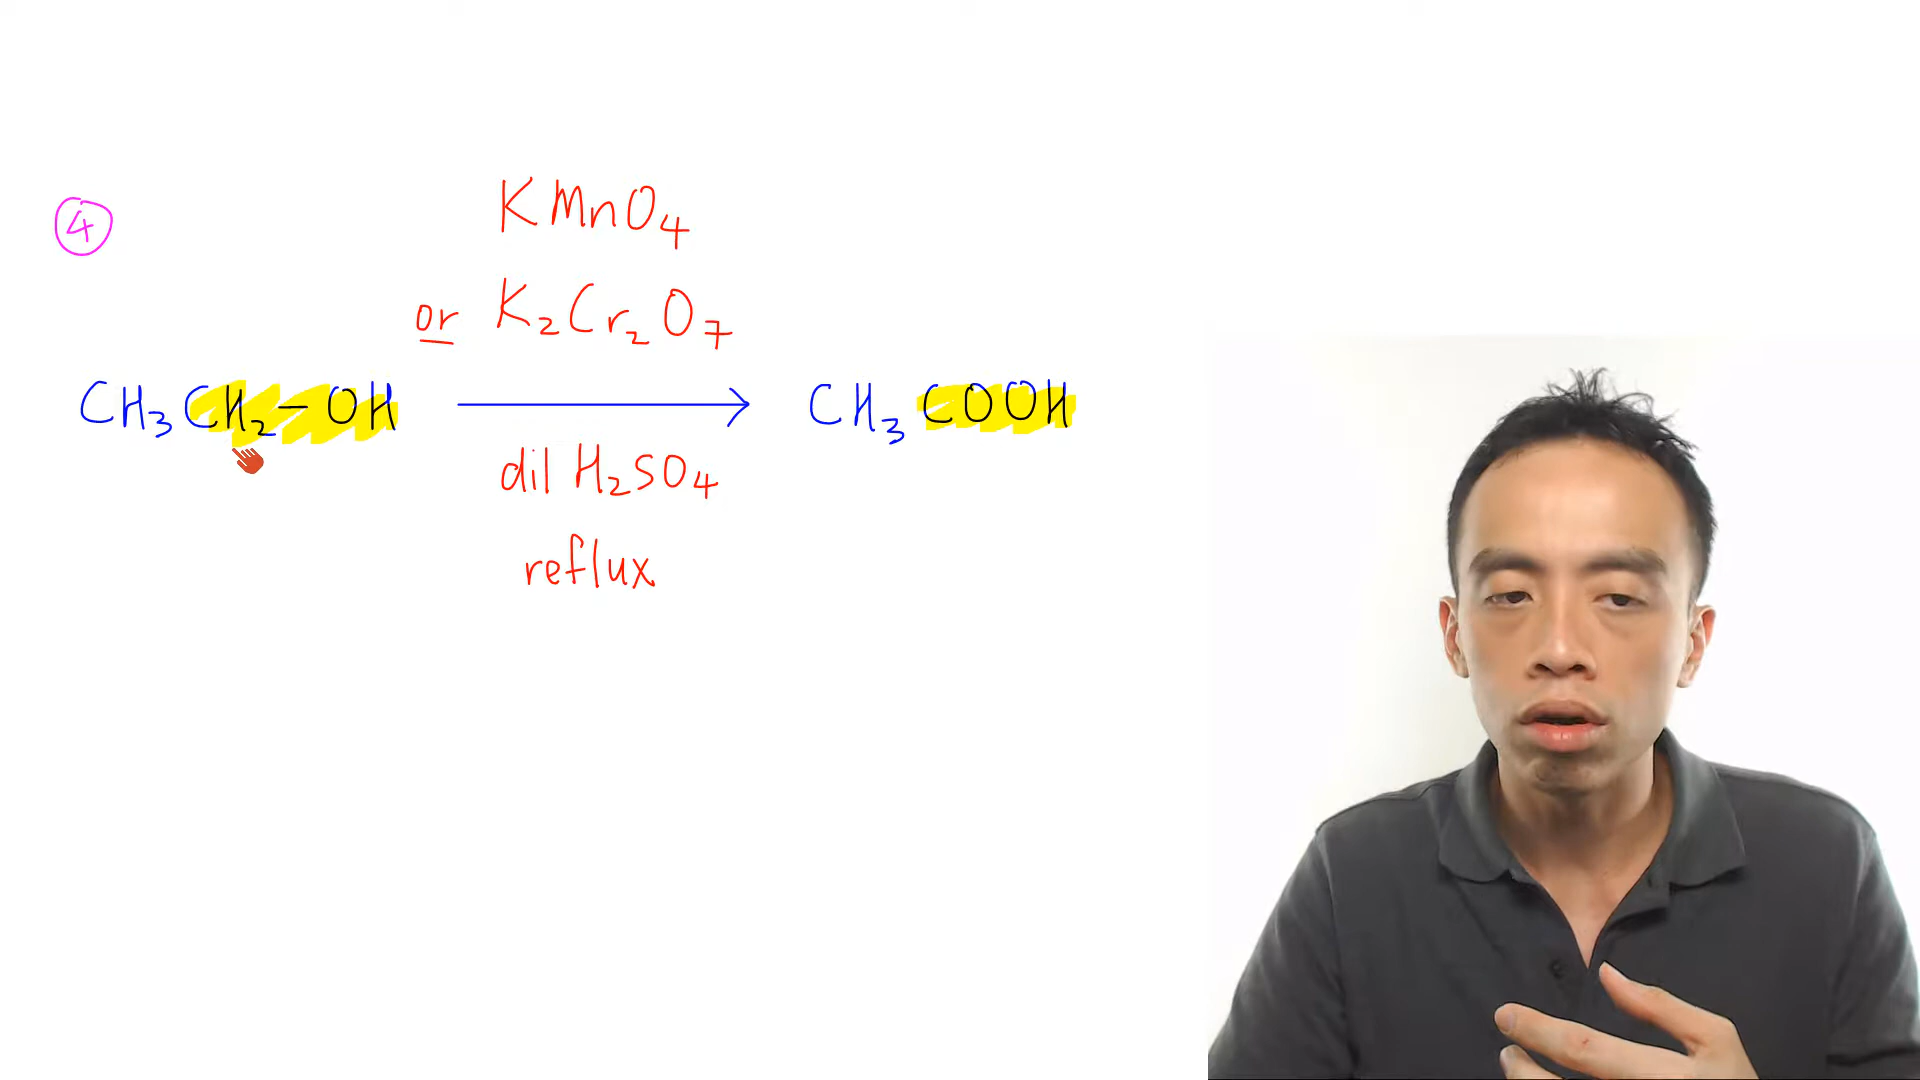 4
KMnO4
or K2Cr2O7
CH3CH2-OH → CH3COOH
dil H2SO4
reflux